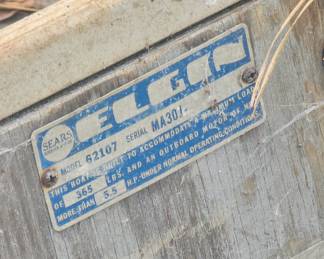 SEARS
ELGIN
MODEL 62107 SERIAL MA301-
THIS BOAT IS BUILT TO ACCOMMODATE A MAXIMUM LOAD
OF 365 LBS. AND AN OUTBOARD MOTOR OF NO
MORE THAN 5.5 H.P. UNDER NORMAL OPERATING CONDITIONS.